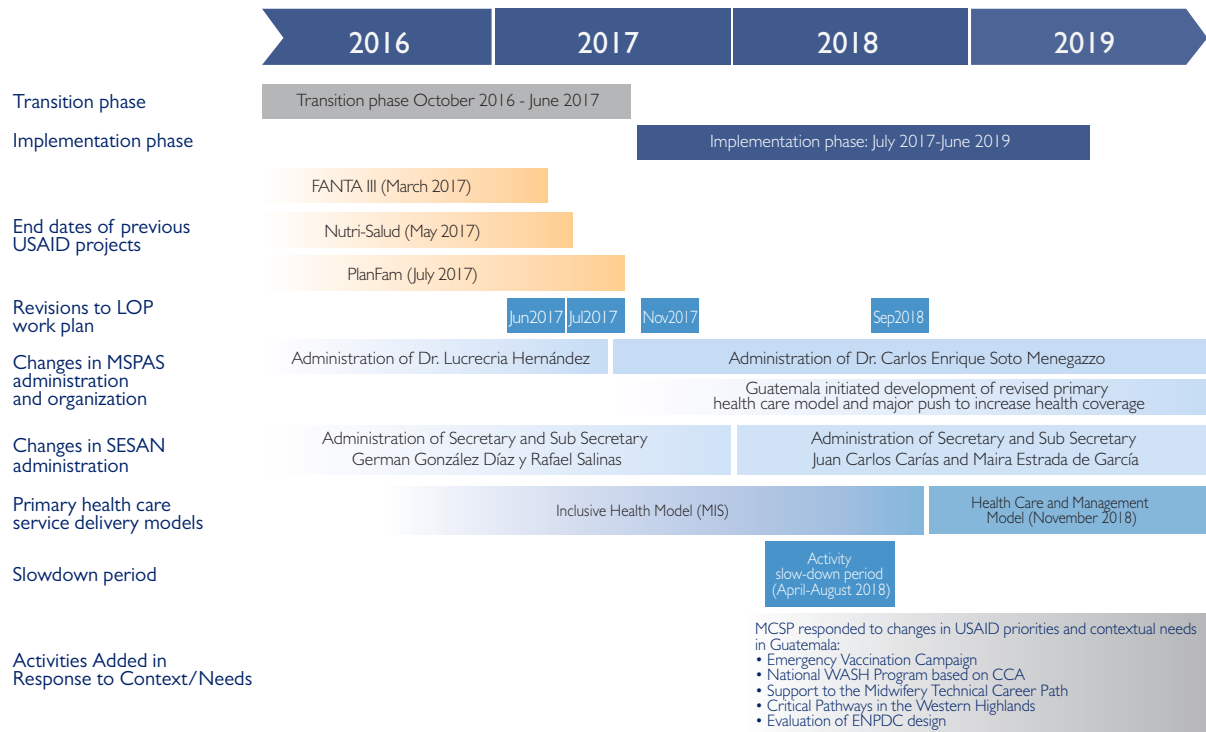 2016 2017 2018 2019
Transition phase
Transition phase October 2016 - June 2017
Implementation phase
Implementation phase: July 2017-June 2019
End dates of previous
USAID projects
FANTA III (March 2017)
Nutri-Salud (May 2017)
PlanFam (July 2017)
Revisions to LOP
work plan
Jun2017 Jul2017 Nov2017 Sep2018
Changes in MSPAS
administration
and organization
Administration of Dr. Lucrecria Hernández
Administration of Dr. Carlos Enrique Soto Menegazzo
Guatemala initiated development of revised primary
health care model and major push to increase health coverage
Changes in SESAN
administration
Administration of Secretary and Sub Secretary
German González Díaz y Rafael Salinas
Administration of Secretary and Sub Secretary
Juan Carlos Carías and Maira Estrada de García
Primary health care
service delivery models
Inclusive Health Model (MIS)
Health Care and Management
Model (November 2018)
Slowdown period
Activity
slow-down period
(April-August 2018)
Activities Added in
Response to Context/Needs
MCSP responded to changes in USAID priorities and contextual needs
in Guatemala:
• Emergency Vaccination Campaign
• National WASH Program based on CCA
• Support to the Midwifery Technical Career Path
• Critical Pathways in the Western Highlands
• Evaluation of ENPDC design